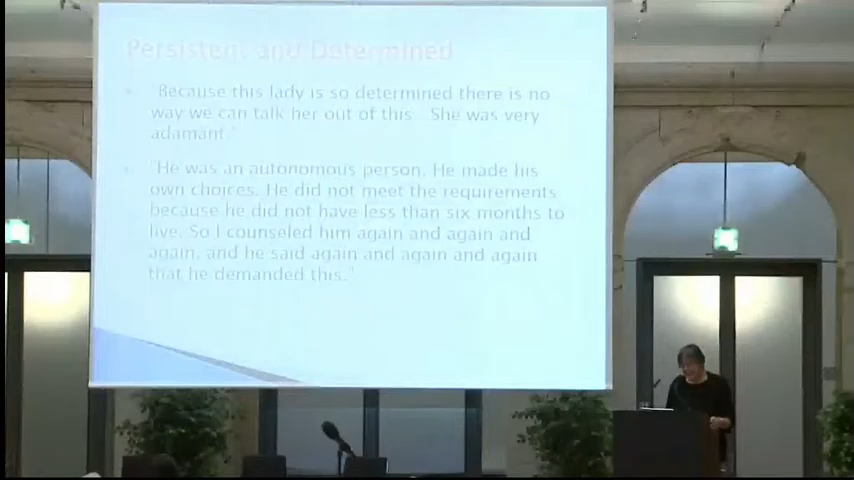 Persistent and Determined
"Because this lady is so determined there is no
way we can talk her out of this. She was very
adamant."
"He was an autonomous person. He made his
own choices. He did not meet the requirements
because he did not have less than six months to
live. So I counseled him again and again and
again, and he said again and again and again
that he demanded this."